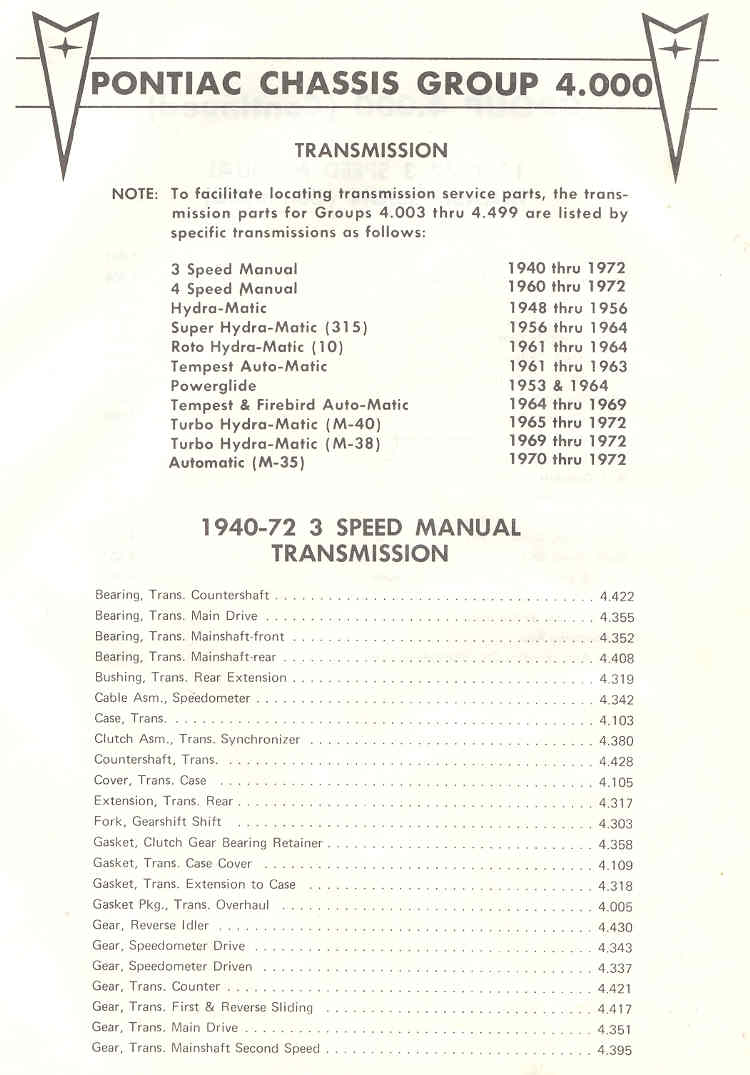 PONTIAC CHASSIS GROUP 4.000
TRANSMISSION
NOTE: To facilitate locating transmission service parts, the trans-
mission parts for Groups 4.003 thru 4.499 are listed by
specific transmissions as follows:
3 Speed Manual 1940 thru 1972
4 Speed Manual 1960 thru 1972
Hydra-Matic 1948 thru 1956
Super Hydra-Matic (315) 1956 thru 1964
Roto Hydra-Matic (10) 1961 thru 1964
Tempest Auto-Matic 1961 thru 1963
Powerglide 1953 & 1964
Tempest & Firebird Auto-Matic 1964 thru 1969
Turbo Hydra-Matic (M-40) 1965 thru 1972
Turbo Hydra-Matic (M-38) 1969 thru 1972
Automatic (M-35) 1970 thru 1972
1940-72 3 SPEED MANUAL
TRANSMISSION
Bearing, Trans. Countershaft . . . . . 4.422
Bearing, Trans. Main Drive . . . . . 4.355
Bearing, Trans. Mainshaft-front . . . . . 4.352
Bearing, Trans. Mainshaft-rear . . . . . 4.408
Bushing, Trans. Rear Extension . . . . . 4.319
Cable Asm., Speedometer . . . . . 4.342
Case, Trans. . . . . . 4.103
Clutch Asm., Trans. Synchronizer . . . . . 4.380
Countershaft, Trans. . . . . . 4.428
Cover, Trans. Case . . . . . 4.105
Extension, Trans. Rear . . . . . 4.317
Fork, Gearshift Shift . . . . . 4.303
Gasket, Clutch Gear Bearing Retainer . . . . . 4.358
Gasket, Trans. Case Cover . . . . . 4.109
Gasket, Trans. Extension to Case . . . . . 4.318
Gasket Pkg., Trans. Overhaul . . . . . 4.005
Gear, Reverse Idler . . . . . 4.430
Gear, Speedometer Drive . . . . . 4.343
Gear, Speedometer Driven . . . . . 4.337
Gear, Trans. Counter . . . . . 4.421
Gear, Trans. First & Reverse Sliding . . . . . 4.417
Gear, Trans. Main Drive . . . . . 4.351
Gear, Trans. Mainshaft Second Speed . . . . . 4.395